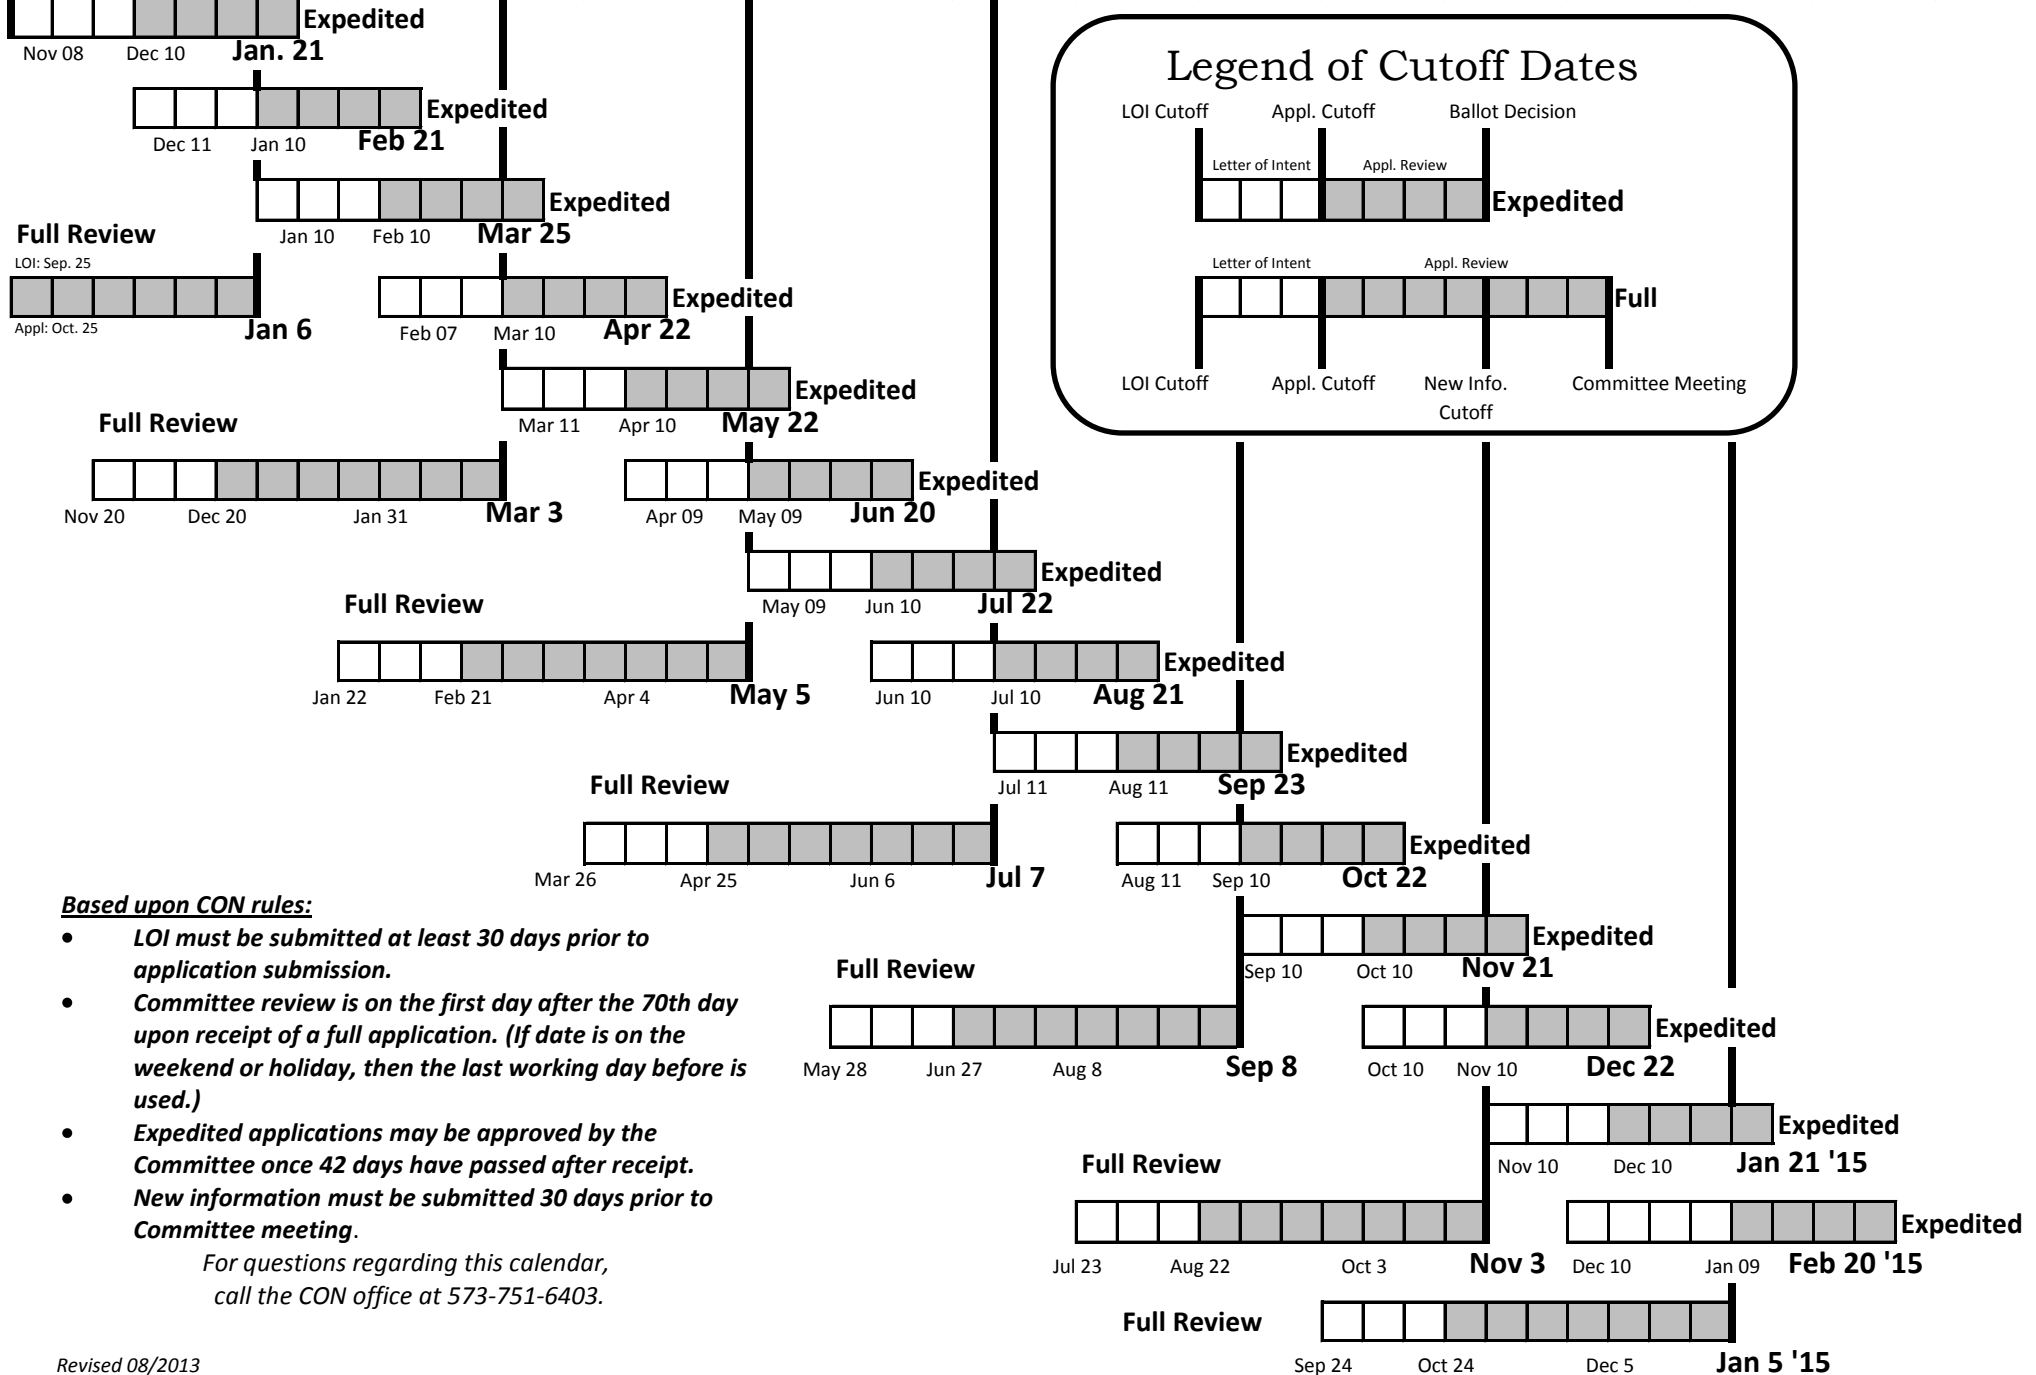 Expedited
Nov 08 Dec 10 Jan. 21
Legend of Cutoff Dates
LOI Cutoff Appl. Cutoff Ballot Decision
Letter of Intent Appl. Review
Expedited
Letter of Intent Appl. Review
Full
LOI Cutoff Appl. Cutoff New Info. Committee Meeting
Cutoff
Expedited
Dec 11 Jan 10 Feb 21
Expedited
Jan 10 Feb 10 Mar 25
Full Review
LOI: Sep. 25
Appl: Oct. 25 Jan 6
Expedited
Feb 07 Mar 10 Apr 22
Expedited
Mar 11 Apr 10 May 22
Full Review
Nov 20 Dec 20 Jan 31 Mar 3
Expedited
Apr 09 May 09 Jun 20
Expedited
May 09 Jun 10 Jul 22
Full Review
Jan 22 Feb 21 Apr 4 May 5
Expedited
Jun 10 Jul 10 Aug 21
Expedited
Jul 11 Aug 11 Sep 23
Full Review
Mar 26 Apr 25 Jun 6 Jul 7
Expedited
Aug 11 Sep 10 Oct 22
Expedited
Sep 10 Oct 10 Nov 21
Full Review
May 28 Jun 27 Aug 8 Sep 8
Expedited
Oct 10 Nov 10 Dec 22
Expedited
Nov 10 Dec 10 Jan 21 '15
Full Review
Jul 23 Aug 22 Oct 3 Nov 3
Expedited
Dec 10 Jan 09 Feb 20 '15
Full Review
Sep 24 Oct 24 Dec 5 Jan 5 '15
Based upon CON rules:
• LOI must be submitted at least 30 days prior to
application submission.
• Committee review is on the first day after the 70th day
upon receipt of a full application. (If date is on the
weekend or holiday, then the last working day before is
used.)
• Expedited applications may be approved by the
Committee once 42 days have passed after receipt.
• New information must be submitted 30 days prior to
Committee meeting.
For questions regarding this calendar,
call the CON office at 573-751-6403.
Revised 08/2013